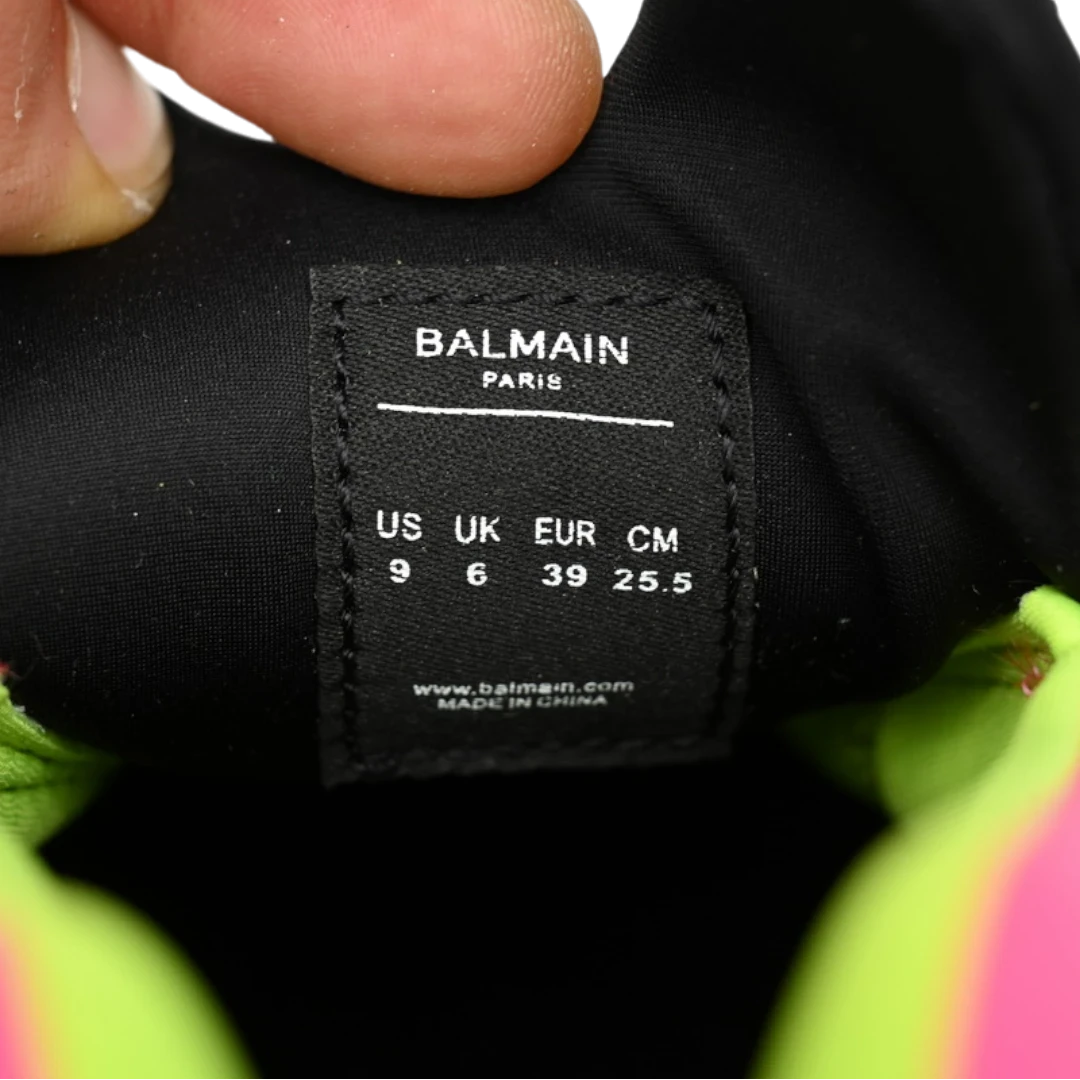 BALMAIN
PARIS
US UK EUR CM
9 6 39 25.5
www.balmain.com
MADE IN CHINA